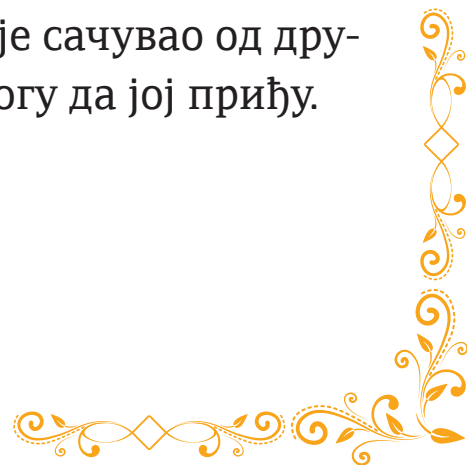 је сачувао од дру-
огу да јој приђу.